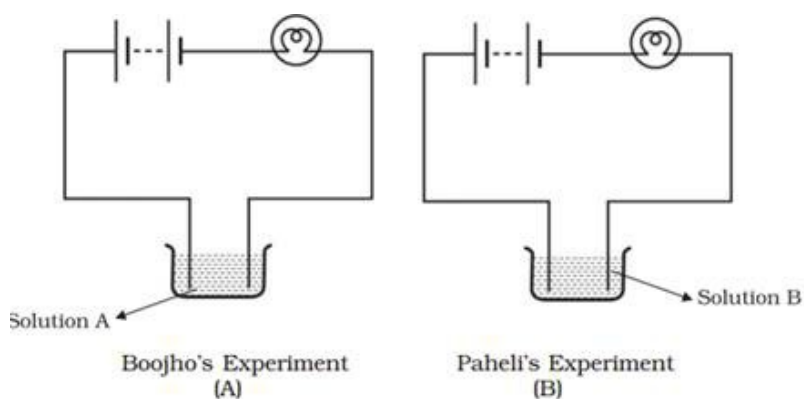 Solution A
Solution B
Boojho's Experiment
(A)
Paheli's Experiment
(B)